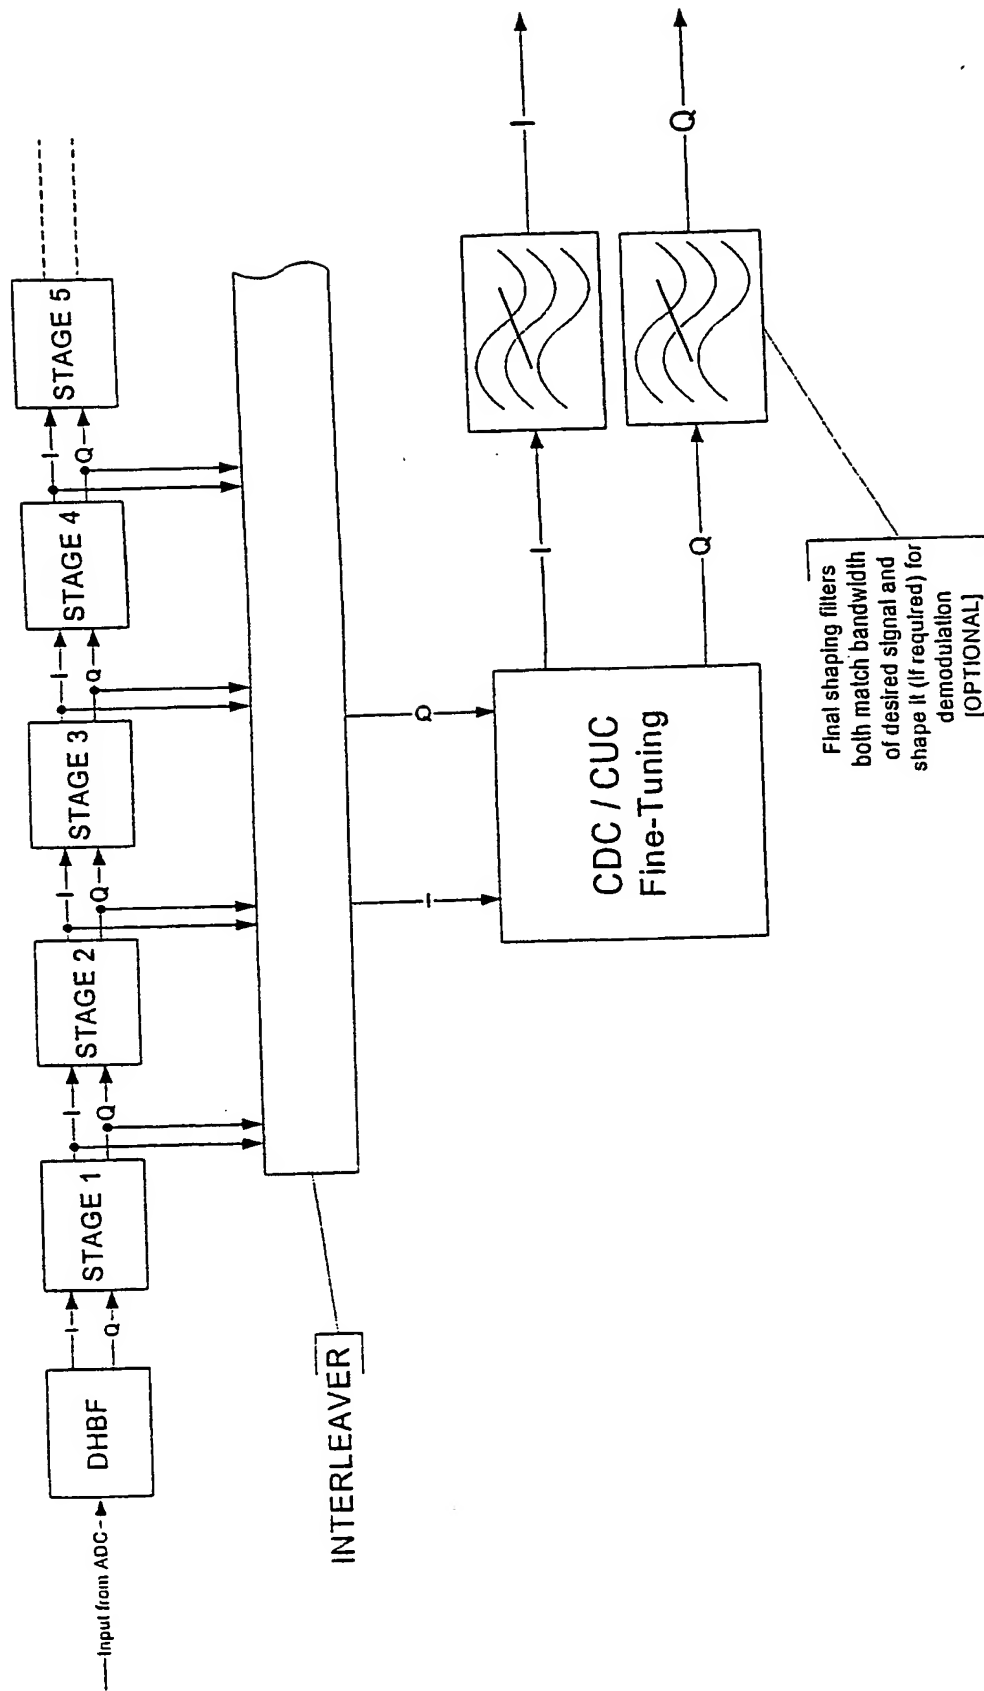 Input from ADC
DHBF
I
Q
STAGE 1
I
Q
STAGE 2
I
Q
STAGE 3
I
Q
STAGE 4
I
Q
STAGE 5
INTERLEAVER
I
Q
CDC / CUC
Fine-Tuning
I
Q
I
Q
Final shaping filters
both match bandwidth
of desired signal and
shape it (if required) for
demodulation
[OPTIONAL]